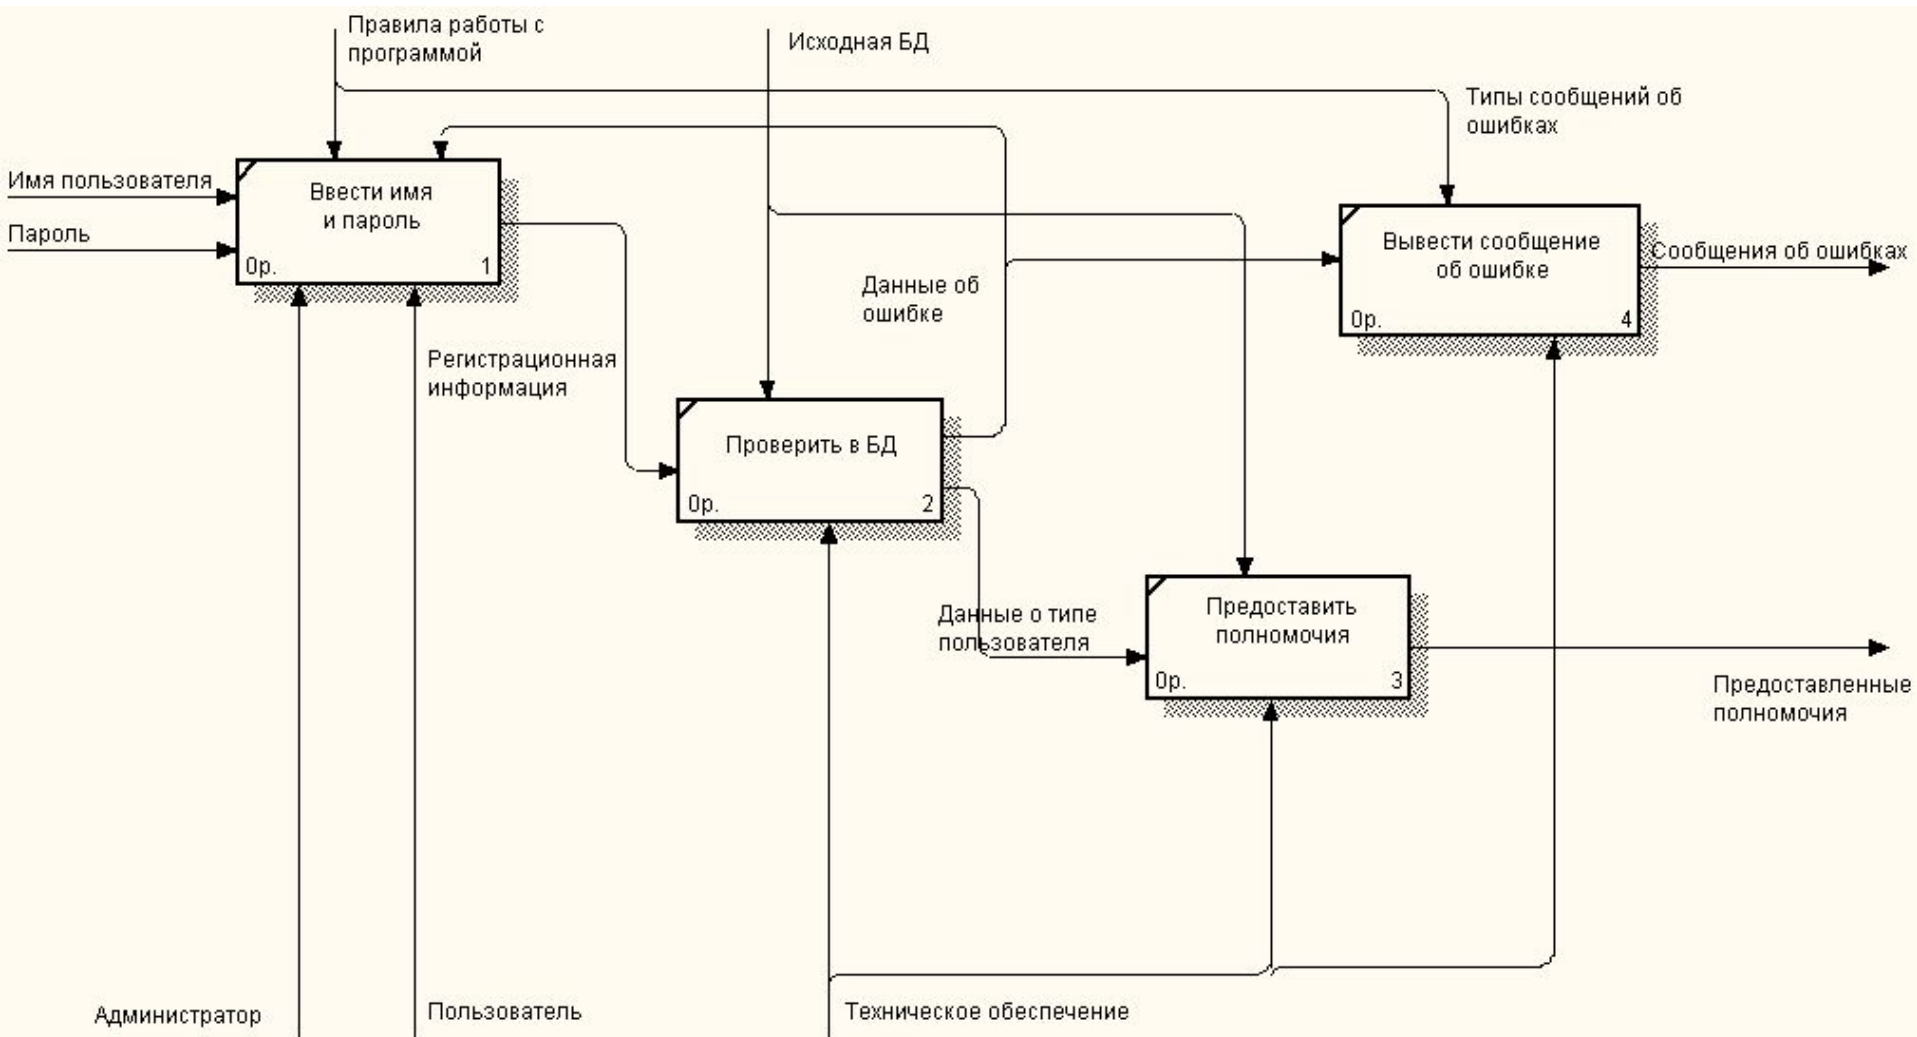 Правила работы с
программой
Исходная БД
Типы сообщений об
ошибках
Имя пользователя
Пароль
Ввести имя
и пароль
0р.
1
Вывести сообщение
об ошибке
0р.
4
Сообщения об ошибках
Данные об
ошибке
Регистрационная
информация
Проверить в БД
0р.
2
Данные о типе
пользователя
Предоставить
полномочия
0р.
3
Предоставленные
полномочия
Администратор
Пользователь
Техническое обеспечение